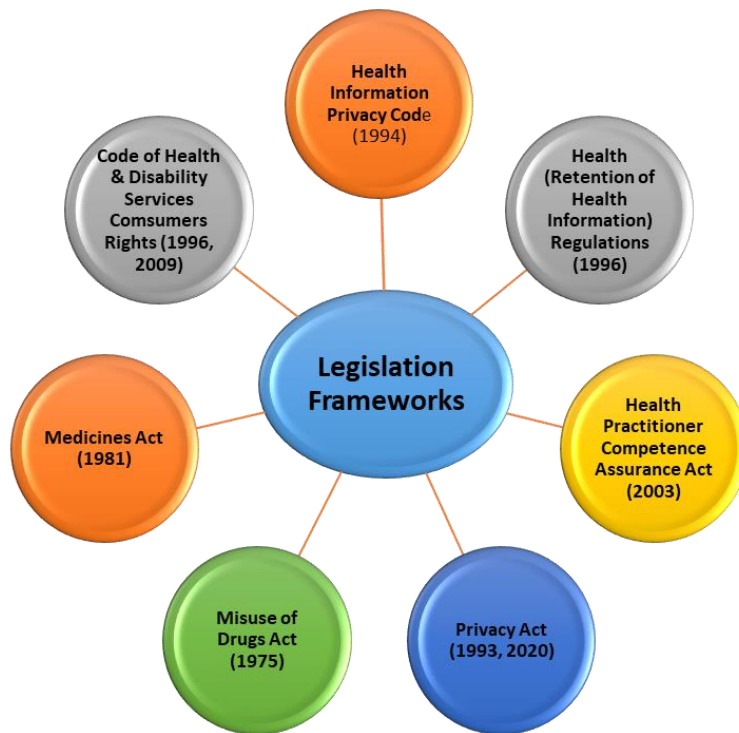 Health
Information
Privacy Code
(1994)
Code of Health
& Disability
Services
Comsumers
Rights (1996,
2009)
Health
(Retention of
Health
Information)
Regulations
(1996)
Legislation
Frameworks
Medicines Act
(1981)
Health
Practitioner
Competence
Assurance Act
(2003)
Misuse of
Drugs Act
(1975)
Privacy Act
(1993, 2020)